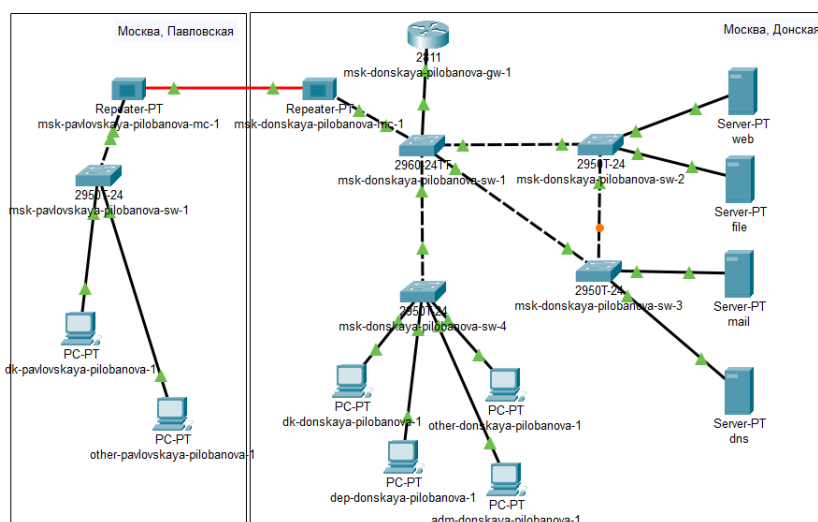 Москва, Павловская
Москва, Донская
2811
msk-donskaya-pilobanova-gw-1
Repeater-PT
msk-pavlovskaya-pilobanova-mc-1
Repeater-PT
msk-donskaya-pilobanova-mc-1
2960-24TT
msk-donskaya-pilobanova-sw-1
2950T-24
msk-donskaya-pilobanova-sw-2
Server-PT
web
2950T-24
msk-pavlovskaya-pilobanova-sw-1
Server-PT
file
2950T-24
msk-donskaya-pilobanova-sw-3
Server-PT
mail
2950T-24
msk-donskaya-pilobanova-sw-4
PC-PT
dk-pavlovskaya-pilobanova-1
PC-PT
dk-donskaya-pilobanova-1
PC-PT
other-donskaya-pilobanova-1
Server-PT
dns
PC-PT
other-pavlovskaya-pilobanova-1
PC-PT
dep-donskaya-pilobanova-1
PC-PT
adm-donskaya-pilobanova-1